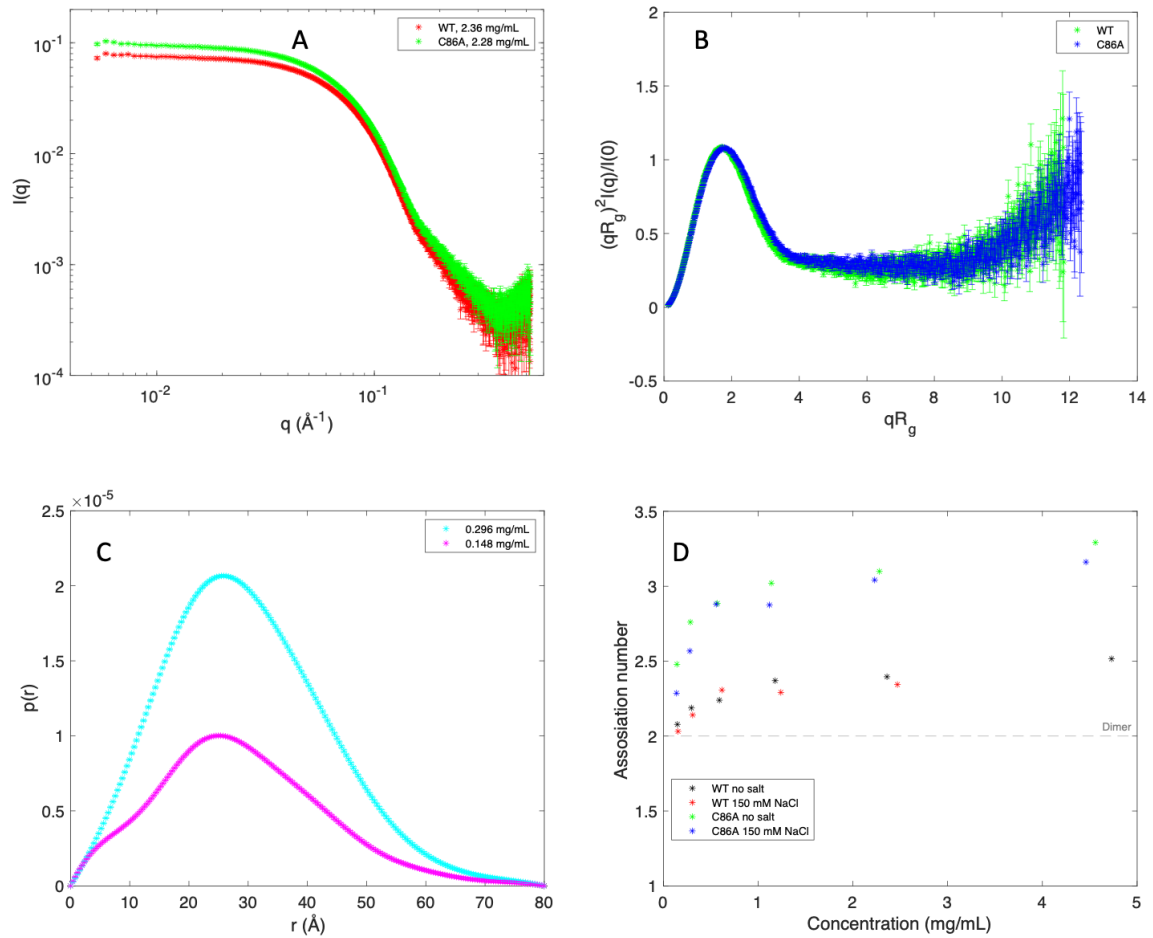 A
WT, 2.36 mg/mL
C86A, 2.28 mg/mL
10⁻¹
10⁻²
10⁻³
10⁻⁴
I(q)
10⁻² 10⁻¹
q (Å⁻¹)
B
WT
C86A
2
1.5
1
0.5
0
-0.5
(qR_g)²I(q)/I(0)
0 2 4 6 8 10 12 14
qR_g
C
×10⁻⁵
0.296 mg/mL
0.148 mg/mL
2.5
2
1.5
1
0.5
0
p(r)
0 10 20 30 40 50 60 70 80
r (Å)
D
3.5
3
2.5
2
1.5
1
Assosiation number
Dimer
WT no salt
WT 150 mM NaCl
C86A no salt
C86A 150 mM NaCl
0 1 2 3 4 5
Concentration (mg/mL)